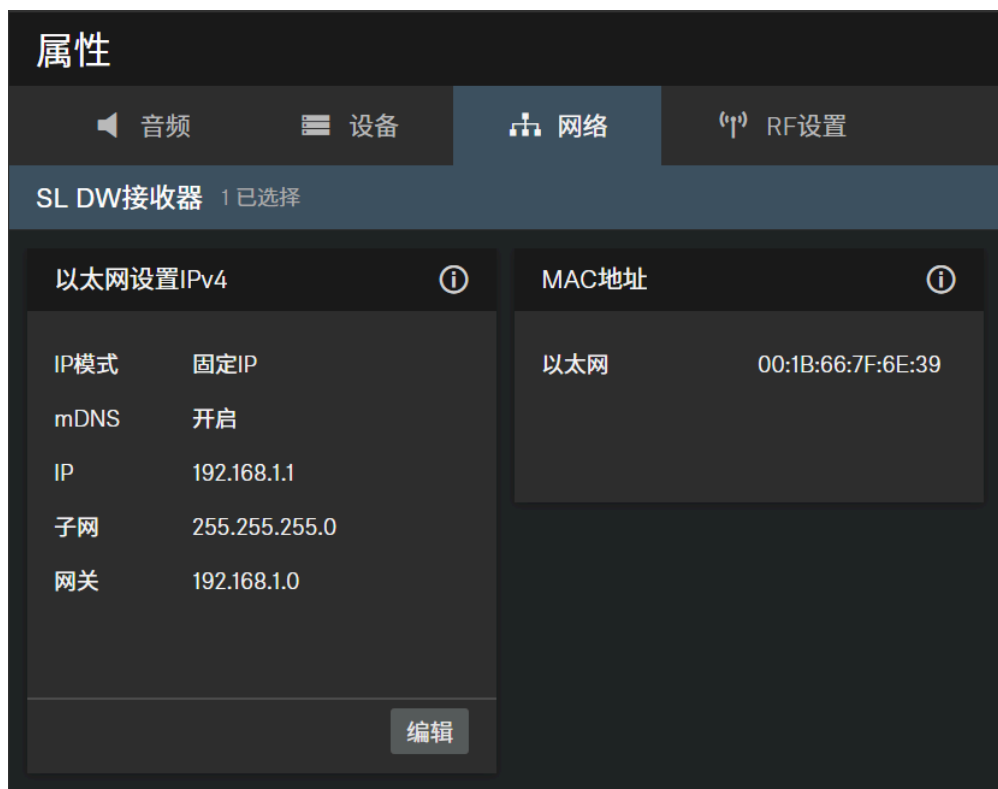 属性
音频 设备 网络 RF设置
SL DW接收器 1 已选择
以太网设置IPv4
IP模式 固定IP
mDNS 开启
IP 192.168.1.1
子网 255.255.255.0
网关 192.168.1.0
编辑
MAC地址
以太网 00:1B:66:7F:6E:39